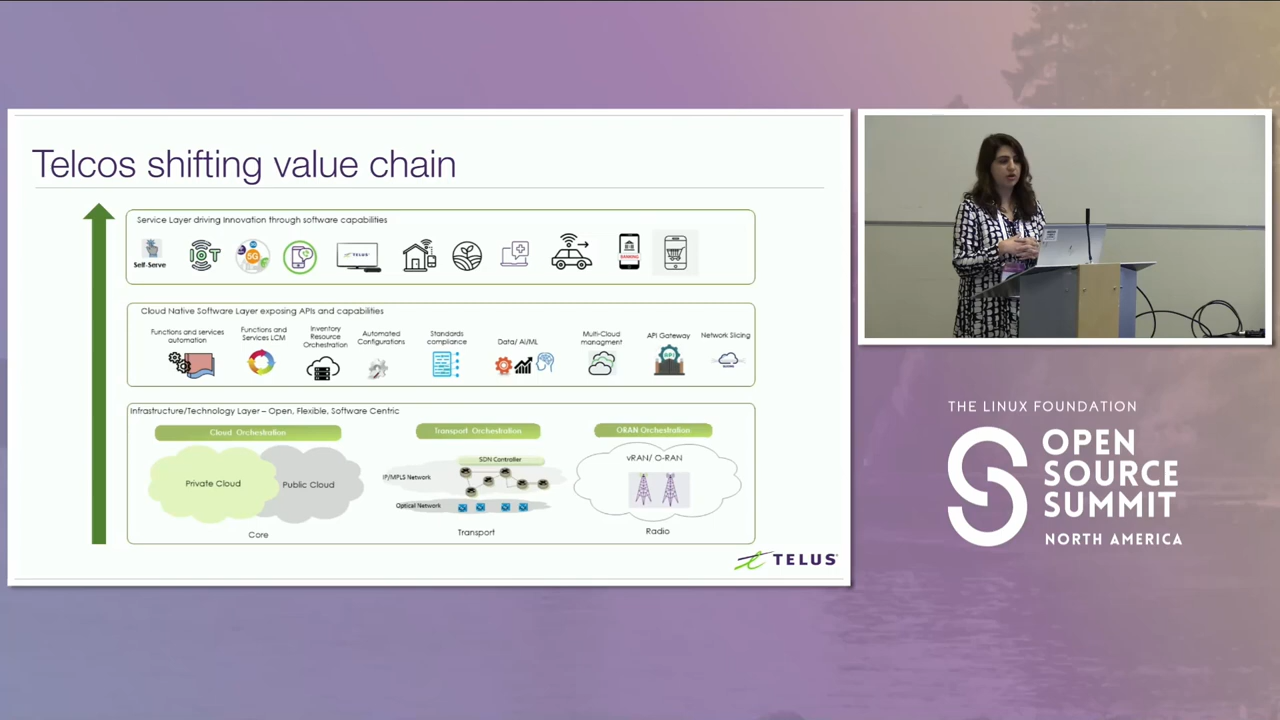 Telcos shifting value chain
Service Layer driving Innovation through software capabilities
Self-Serve
IOT
5G
TELUS
BANKING
Cloud Native Software Layer exposing APIs and capabilities
Functions and services
automation
Functions and
Services LCM
Inventory
Resource
Orchestration
Automated
Configurations
Standards
compliance
Data/ AI/ML
Multi-Cloud
managment
API Gateway
API
Network Slicing
Infrastructure/Technology Layer – Open, Flexible, Software Centric
Cloud Orchestration
Transport Orchestration
ORAN Orchestration
Private Cloud
Public Cloud
SDN Controller
IP/MPLS Network
Optical Network
vRAN/ O-RAN
Core
Transport
Radio
TELUS
THE LINUX FOUNDATION
OPEN
SOURCE
SUMMIT
NORTH AMERICA